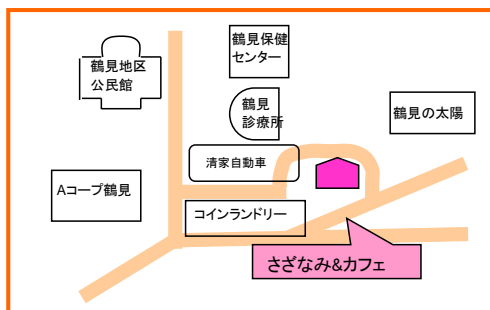 鶴見保健
センター
鶴見地区
公民館
鶴見
診療所
鶴見の太陽
清家自動車
Aコープ鶴見
コインランドリー
さざなみ&カフェ